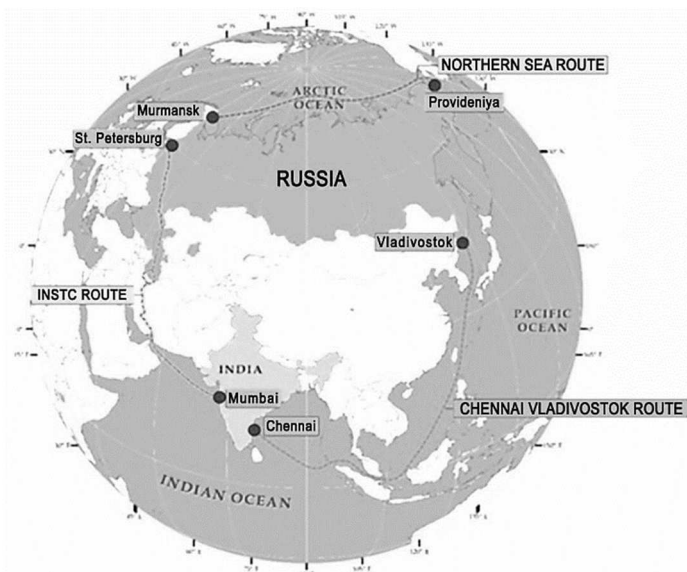 NORTHERN SEA ROUTE
ARCTIC
OCEAN
Provideniya
Murmansk
St. Petersburg
RUSSIA
Vladivostok
INSTC ROUTE
PACIFIC
OCEAN
INDIA
Mumbai
CHENNAI VLADIVOSTOK ROUTE
Chennai
INDIAN OCEAN